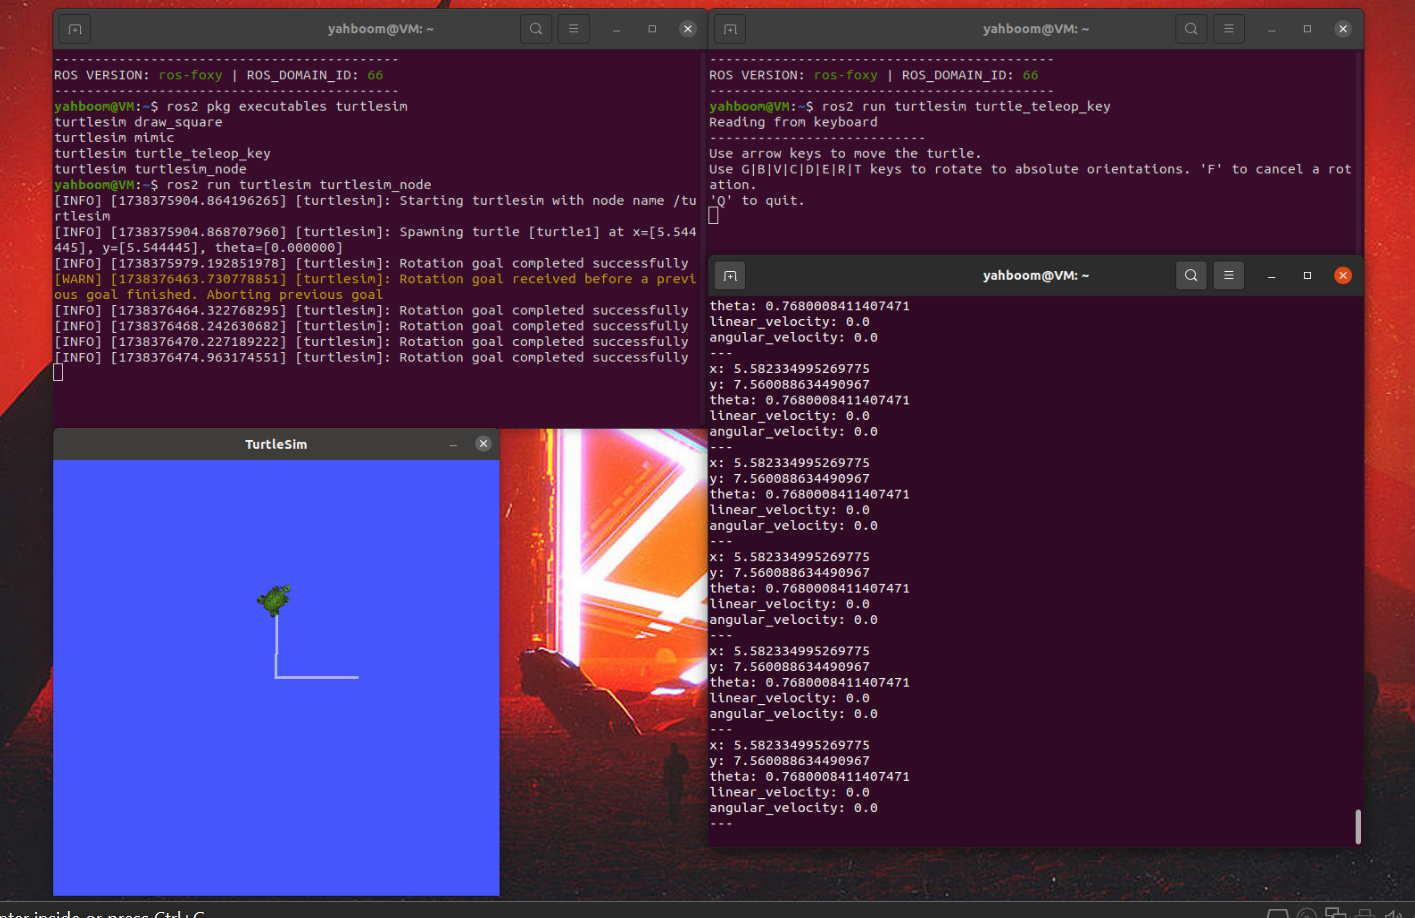 yahboom@VM: ~
-------------------------------------------
ROS VERSION: ros-foxy | ROS_DOMAIN_ID: 66
-------------------------------------------
yahboom@VM:~$ ros2 pkg executables turtlesim
turtlesim draw_square
turtlesim mimic
turtlesim turtle_teleop_key
turtlesim turtlesim_node
yahboom@VM:~$ ros2 run turtlesim turtlesim_node
[INFO] [1738375904.864196265] [turtlesim]: Starting turtlesim with node name /tu
rtlesim
[INFO] [1738375904.868707960] [turtlesim]: Spawning turtle [turtle1] at x=[5.544
445], y=[5.544445], theta=[0.000000]
[INFO] [1738375979.192851978] [turtlesim]: Rotation goal completed successfully
[WARN] [1738376463.730778851] [turtlesim]: Rotation goal received before a previ
ous goal finished. Aborting previous goal
[INFO] [1738376464.322768295] [turtlesim]: Rotation goal completed successfully
[INFO] [1738376468.242630682] [turtlesim]: Rotation goal completed successfully
[INFO] [1738376470.227189222] [turtlesim]: Rotation goal completed successfully
[INFO] [1738376474.963174551] [turtlesim]: Rotation goal completed successfully
yahboom@VM: ~
-------------------------------------------
ROS VERSION: ros-foxy | ROS_DOMAIN_ID: 66
-------------------------------------------
yahboom@VM:~$ ros2 run turtlesim turtle_teleop_key
Reading from keyboard
---------------------------
Use arrow keys to move the turtle.
Use G|B|V|C|D|E|R|T keys to rotate to absolute orientations. 'F' to cancel a rot
ation.
'Q' to quit.
yahboom@VM: ~
theta: 0.7680008411407471
linear_velocity: 0.0
angular_velocity: 0.0
---
x: 5.582334995269775
y: 7.560088634490967
theta: 0.7680008411407471
linear_velocity: 0.0
angular_velocity: 0.0
---
x: 5.582334995269775
y: 7.560088634490967
theta: 0.7680008411407471
linear_velocity: 0.0
angular_velocity: 0.0
---
x: 5.582334995269775
y: 7.560088634490967
theta: 0.7680008411407471
linear_velocity: 0.0
angular_velocity: 0.0
---
x: 5.582334995269775
y: 7.560088634490967
theta: 0.7680008411407471
linear_velocity: 0.0
angular_velocity: 0.0
---
x: 5.582334995269775
y: 7.560088634490967
theta: 0.7680008411407471
linear_velocity: 0.0
angular_velocity: 0.0
---
TurtleSim
nter inside or press Ctrl+G